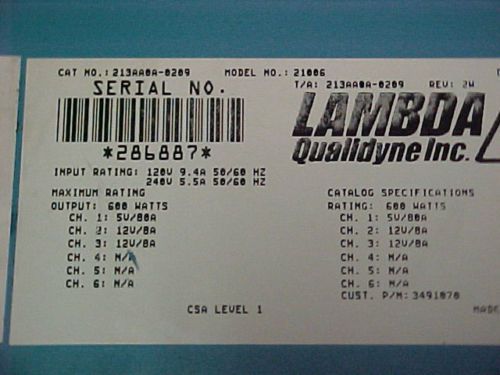 CAT NO.: 213AA0A-0209 MODEL NO.: 21006
SERIAL NO. T/A: 213AA0A-0209 REV: 2W
*286887*
LAMBDA
Qualidyne Inc.
INPUT RATING: 120V 9.4A 50/60 HZ
240V 5.5A 50/60 HZ
MAXIMUM RATING
OUTPUT: 600 WATTS
CH. 1: 5V/80A
CH. 2: 12V/8A
CH. 3: 12V/8A
CH. 4: N/A
CH. 5: N/A
CH. 6: N/A
CATALOG SPECIFICATIONS
RATING: 600 WATTS
CH. 1: 5V/80A
CH. 2: 12V/8A
CH. 3: 12V/8A
CH. 4: N/A
CH. 5: N/A
CH. 6: N/A
CUST. P/M: 3491070
CSA LEVEL 1
MADE